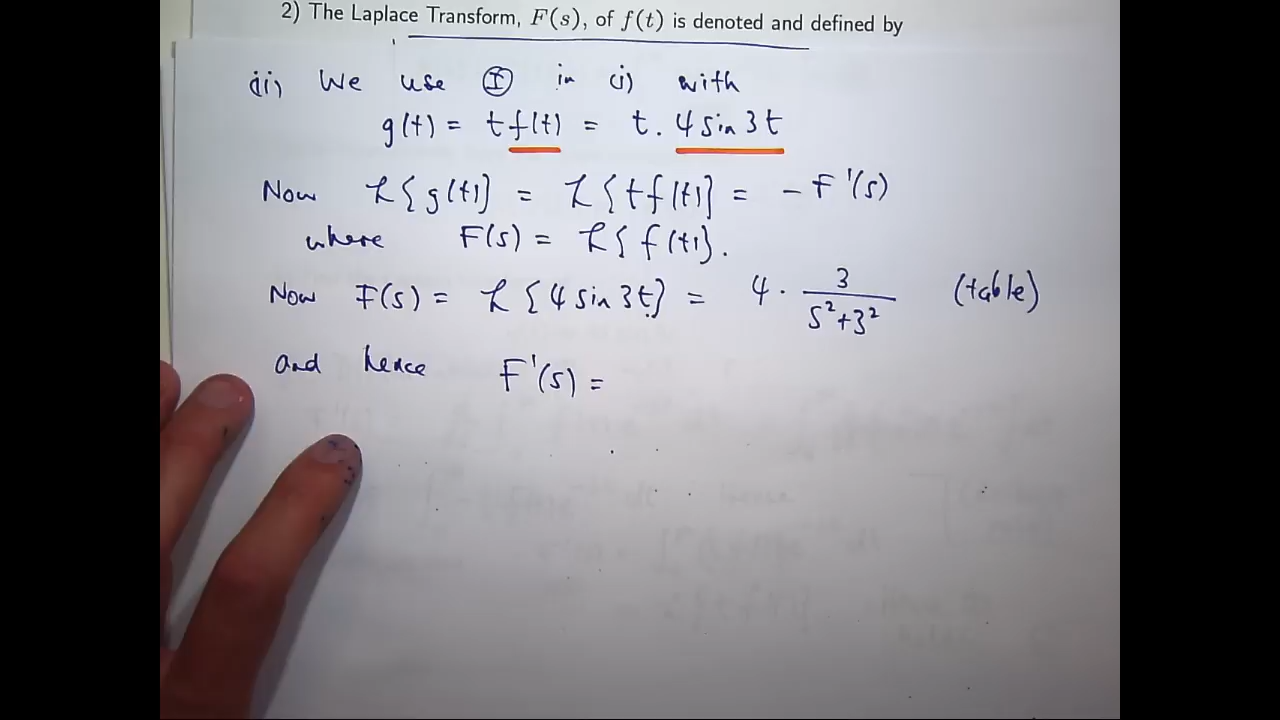 2) The Laplace Transform, F(s), of f(t) is denoted and defined by
(ii) We use Ⓘ in (i) with
g(t) = t f(t) = t . 4 sin 3t
Now ℒ{g(t)} = ℒ{t f(t)} = - F'(s)
where F(s) = ℒ{f(t)}.
Now F(s) = ℒ{4 sin 3t} = 4 · 3/(s²+3²) (table)
and hence F'(s) =